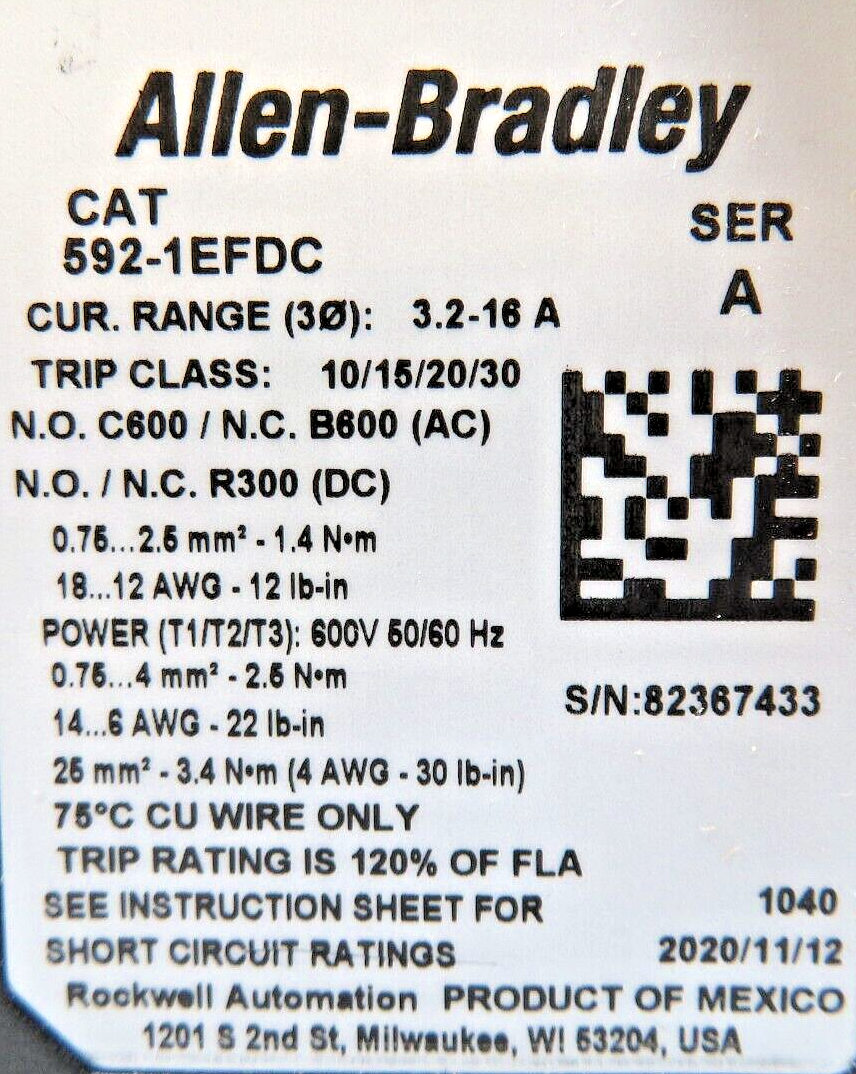 Allen-Bradley
CAT
592-1EFDC
SER
A
CUR. RANGE (3Ø): 3.2-16 A
TRIP CLASS: 10/15/20/30
N.O. C600 / N.C. B600 (AC)
N.O. / N.C. R300 (DC)
0.75...2.5 mm² - 1.4 N•m
18...12 AWG - 12 lb-in
POWER (T1/T2/T3): 600V 50/60 Hz
0.75...4 mm² - 2.5 N•m
14...6 AWG - 22 lb-in
25 mm² - 3.4 N•m (4 AWG - 30 lb-in)
S/N:82367433
75°C CU WIRE ONLY
TRIP RATING IS 120% OF FLA
SEE INSTRUCTION SHEET FOR 1040
SHORT CIRCUIT RATINGS 2020/11/12
Rockwell Automation PRODUCT OF MEXICO
1201 S 2nd St, Milwaukee, WI 53204, USA